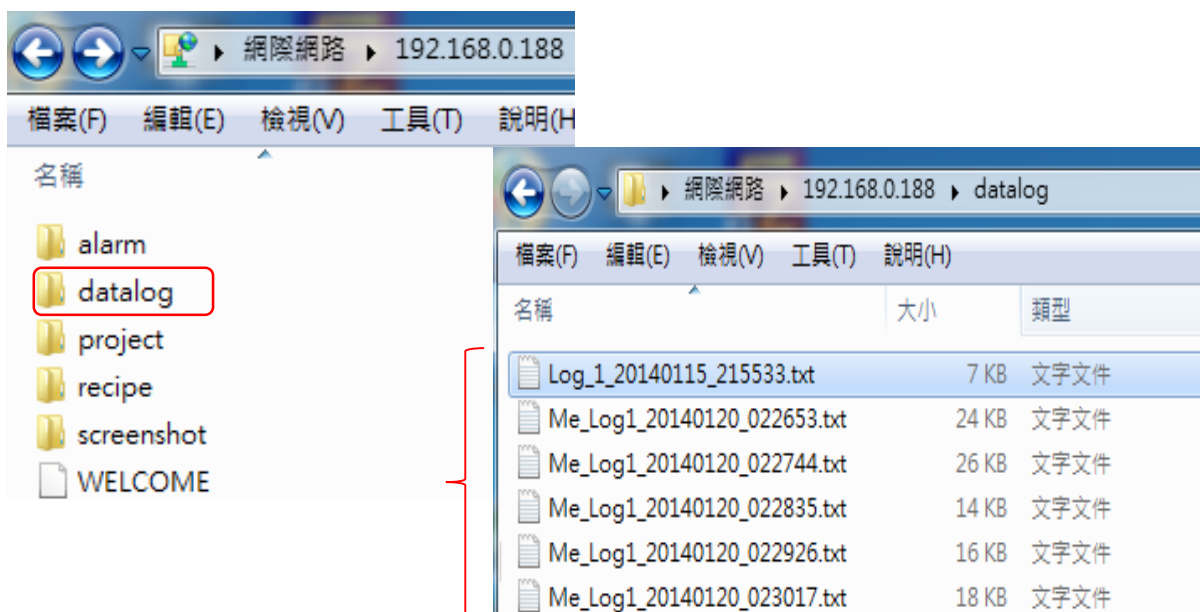 網際網路 ▸ 192.168.0.188
檔案(F) 編輯(E) 檢視(V) 工具(T) 說明(H
名稱
alarm
datalog
project
recipe
screenshot
WELCOME
網際網路 ▸ 192.168.0.188 ▸ datalog
檔案(F) 編輯(E) 檢視(V) 工具(T) 說明(H)
名稱 大小 類型
Log_1_20140115_215533.txt 7 KB 文字文件
Me_Log1_20140120_022653.txt 24 KB 文字文件
Me_Log1_20140120_022744.txt 26 KB 文字文件
Me_Log1_20140120_022835.txt 14 KB 文字文件
Me_Log1_20140120_022926.txt 16 KB 文字文件
Me_Log1_20140120_023017.txt 18 KB 文字文件